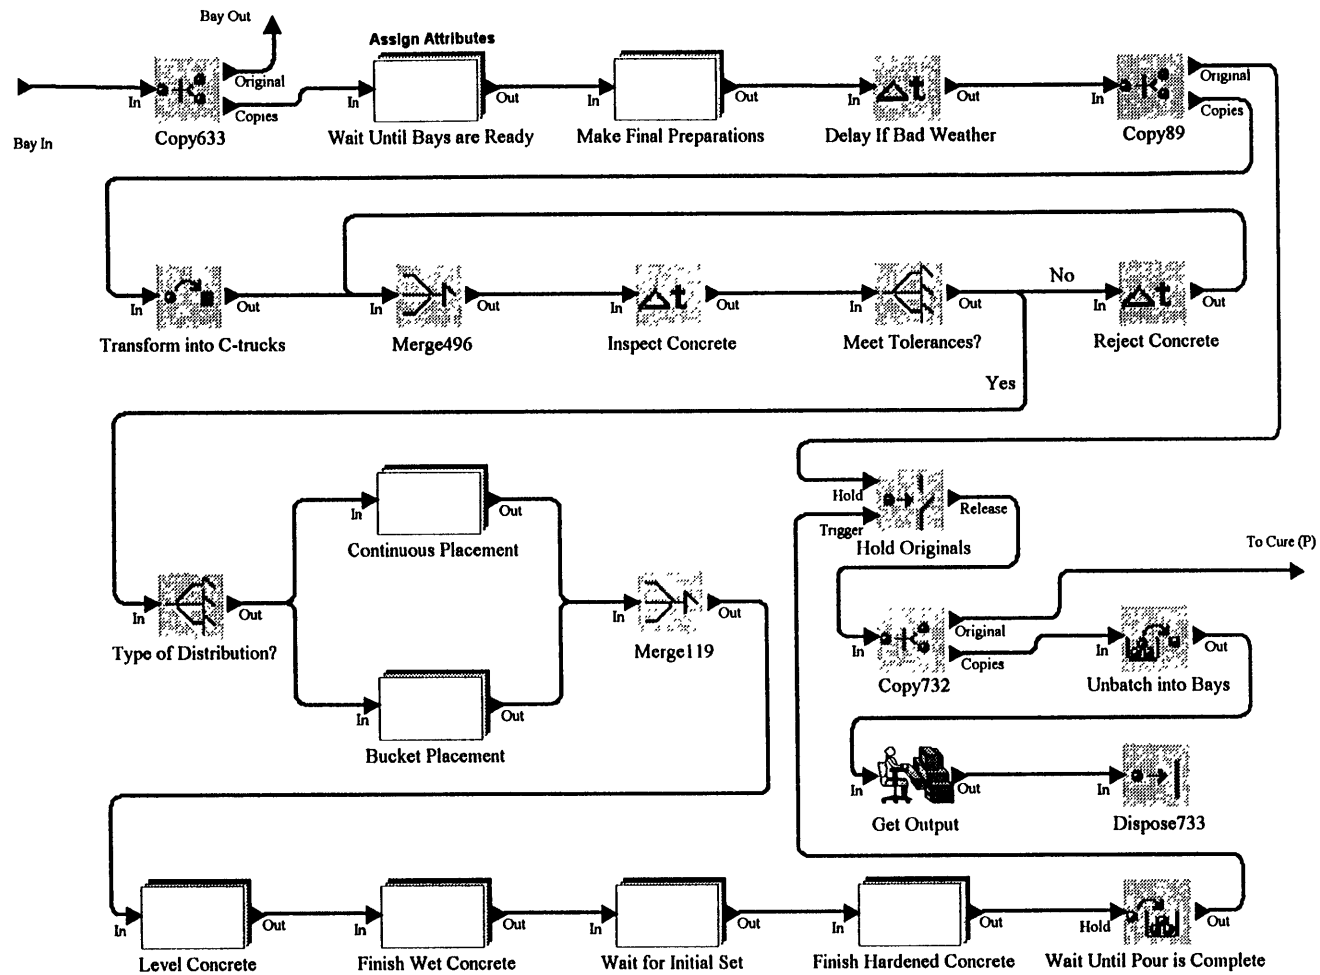 Bay Out
Assign Attributes
Original
In
Copies
Copy633
Bay In
In
Out
Wait Until Bays are Ready
In
Out
Make Final Preparations
In
Out
Delay If Bad Weather
In
Original
Copies
Copy89
In
Out
Transform into C-trucks
In
Out
Merge496
In
Out
Inspect Concrete
In
Out
Meet Tolerances?
No
Yes
In
Out
Reject Concrete
In
Out
Type of Distribution?
In
Out
Continuous Placement
In
Out
Bucket Placement
In
Out
Merge119
Hold
Trigger
Release
Hold Originals
To Cure (P)
In
Original
Copies
Copy732
In
Out
Unbatch into Bays
In
Out
Get Output
In
Dispose733
In
Out
Level Concrete
In
Out
Finish Wet Concrete
In
Out
Wait for Initial Set
In
Out
Finish Hardened Concrete
Hold
Out
Wait Until Pour is Complete